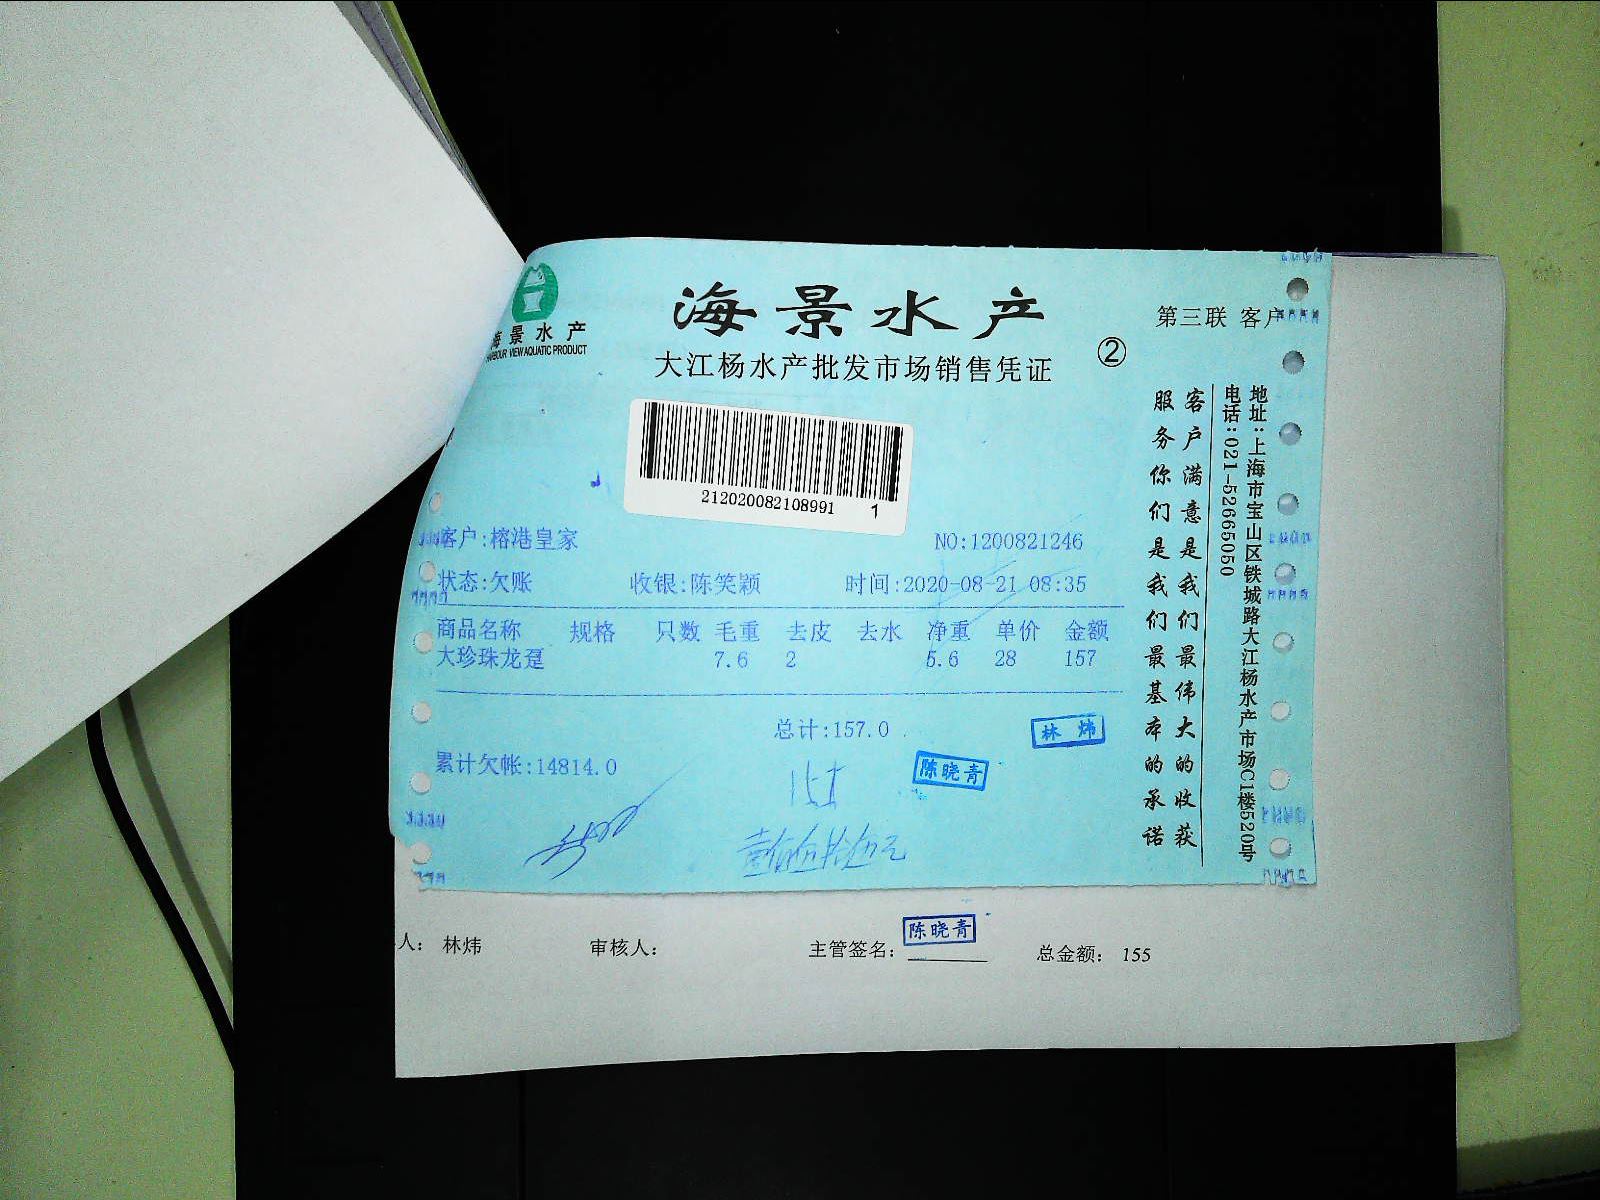 海景水产
HARBOUR VIEW AQUATIC PRODUCT
海景水产
大江杨水产批发市场销售凭证
②
第三联 客户
212020082108991 1
客户:榕港皇家 NO:1200821246
状态:欠账 收银:陈笑颖 时间:2020-08-21 08:35
商品名称 规格 只数 毛重 去皮 去水 净重 单价 金额
大珍珠龙趸 7.6 2 5.6 28 157
总计:157.0
林炜
累计欠帐:14814.0
陈晓青
客户满意是我们最伟大的收获
服务你们是我们最基本的承诺
地址:上海市宝山区铁城路大江杨水产市场C1楼520号
电话:021-52665050
人: 林炜 审核人: 主管签名: 陈晓青 总金额: 155